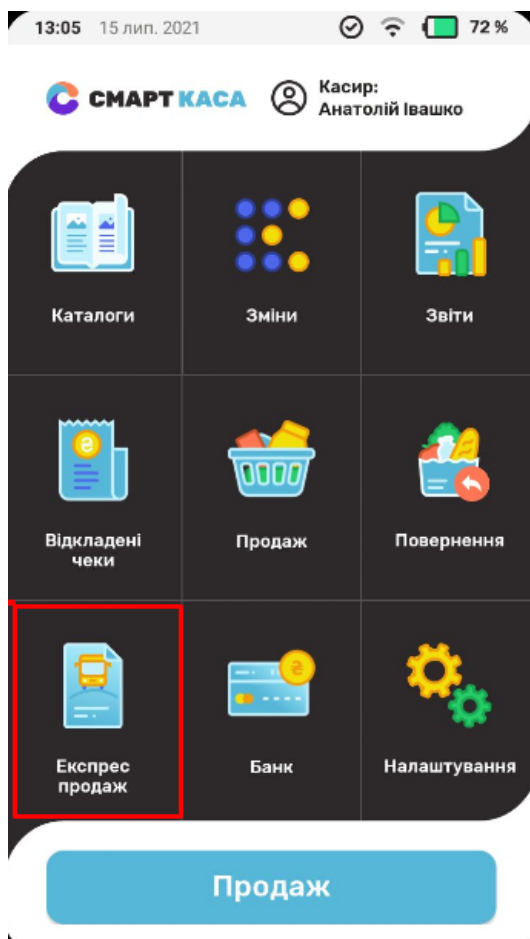 13:05 15 лип. 2021 72 %
СМАРТ КАСА
Касир:
Анатолій Івашко
Каталоги
Зміни
Звіти
Відкладені
чеки
Продаж
Повернення
Експрес
продаж
Банк
Налаштування
Продаж